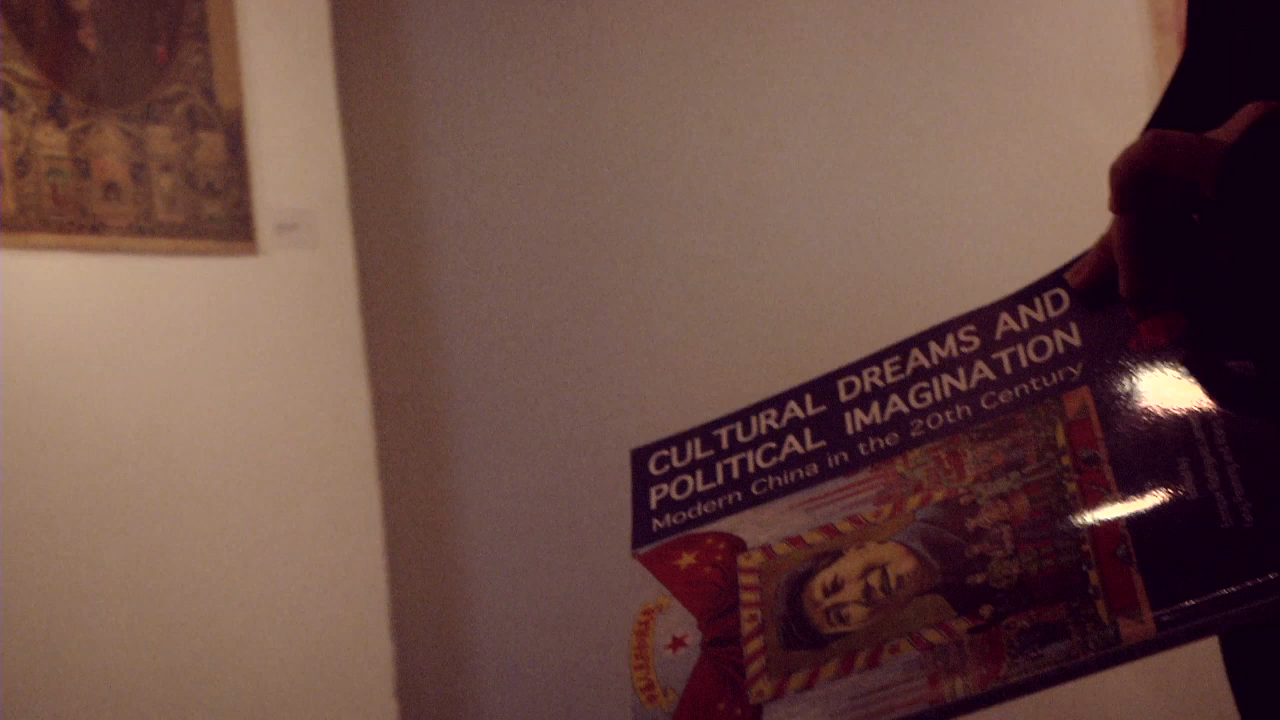 CULTURAL DREAMS AND
POLITICAL IMAGINATION
Modern China in the 20th Century